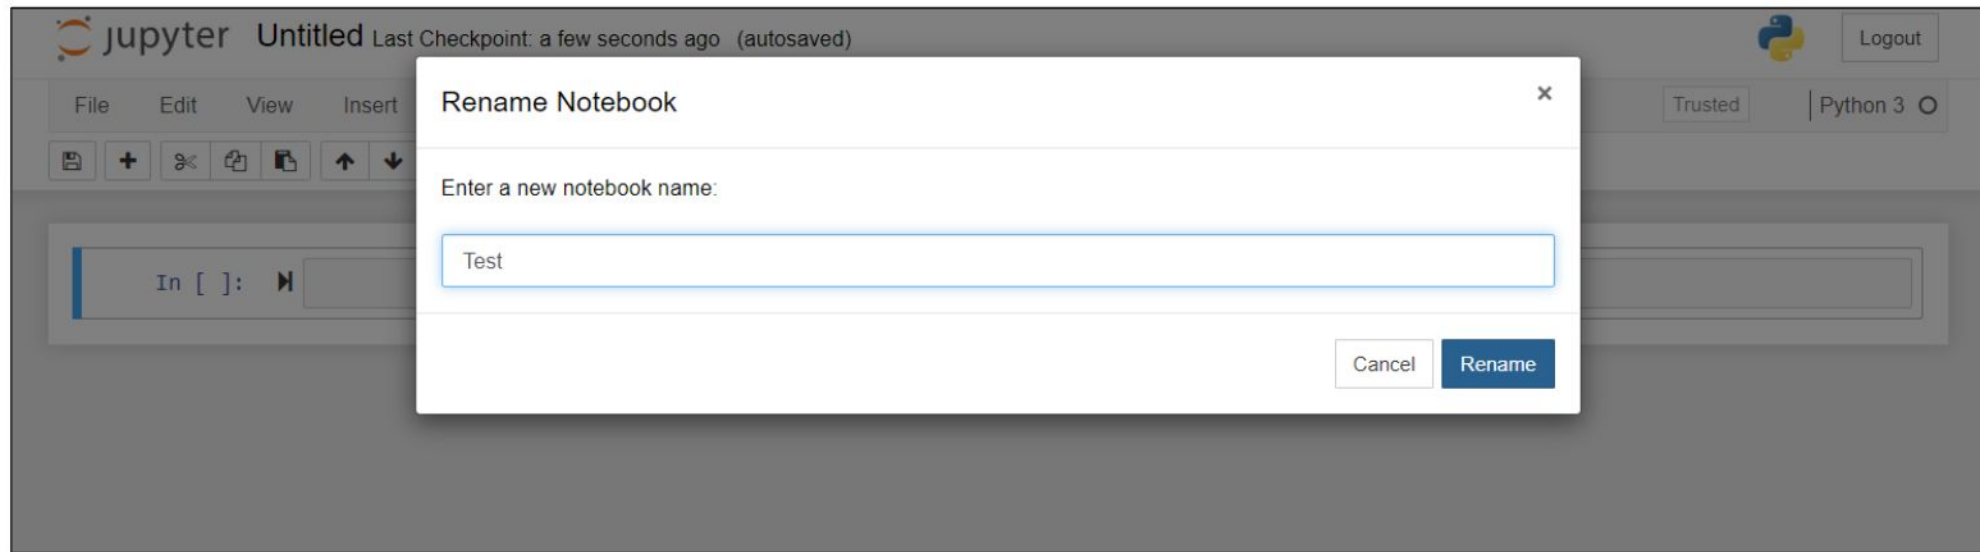 jupyter Untitled Last Checkpoint: a few seconds ago (autosaved)
Logout
File Edit View Insert
Trusted
Python 3
Rename Notebook
×
Enter a new notebook name:
Test
In [ ]:
Cancel
Rename